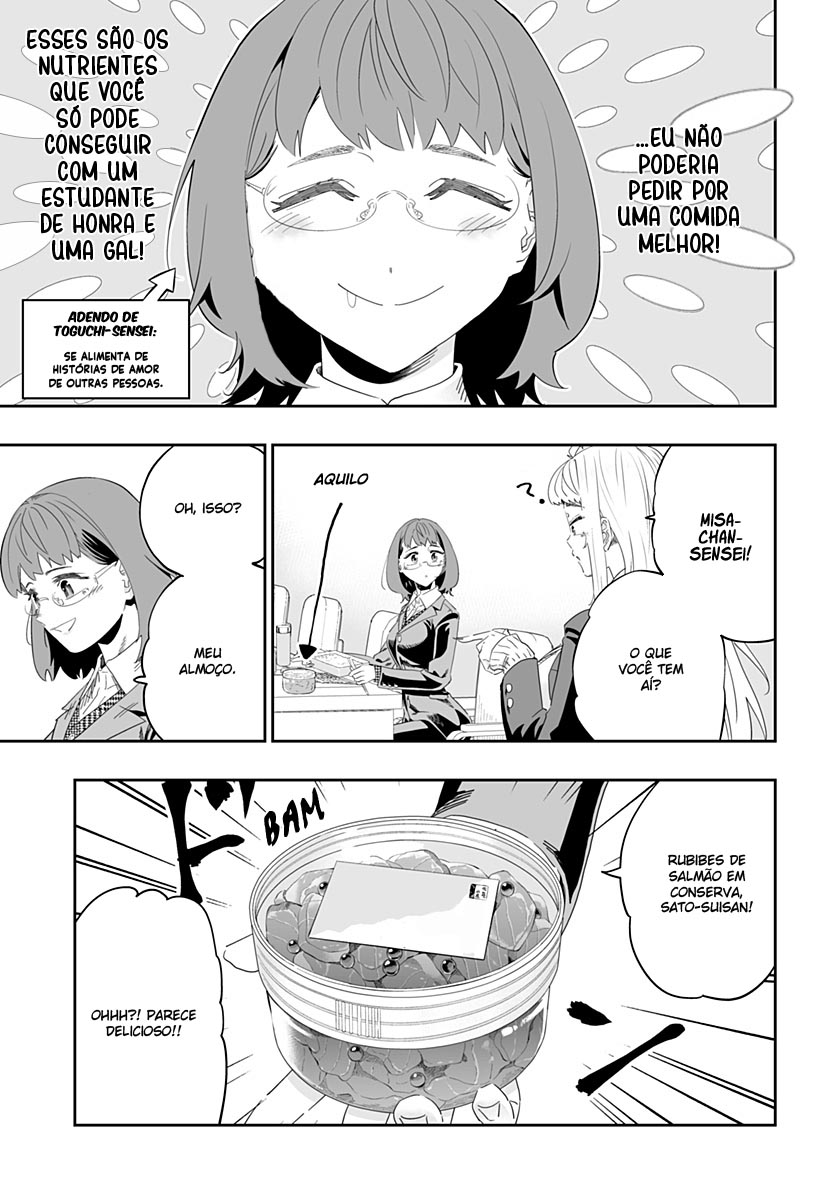 ...EU NÃO
PODERIA
PEDIR POR
UMA COMIDA
MELHOR!
ESSES SÃO OS
NUTRIENTES
QUE VOCÊ
SÓ PODE
CONSEGUIR
COM UM
ESTUDANTE
DE HONRA E
UMA GAL!
ADENDO DE
TOGUCHI-SENSEI:
SE ALIMENTA DE
HISTÓRIAS DE AMOR
DE OUTRAS PESSOAS.
MISA-
CHAN-
SENSEI!
O QUE
VOCÊ TEM
AÍ?
?
AQUILO
OH, ISSO?
MEU
ALMOÇO.
RUBIBES DE
SALMÃO EM
CONSERVA,
SATO-SUISAN!
BAM
ドドン
OHHH?! PARECE
DELICIOSO!!